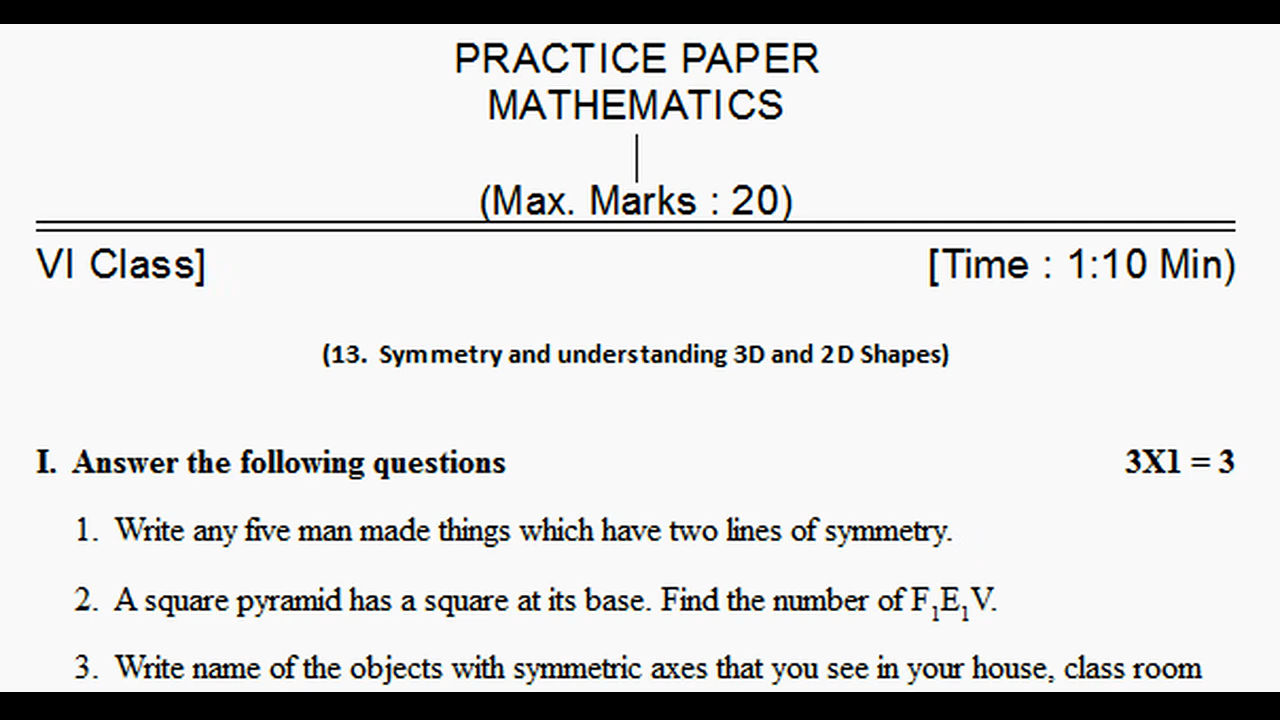 PRACTICE PAPER
MATHEMATICS
(Max. Marks : 20)
VI Class] [Time : 1:10 Min)
(13. Symmetry and understanding 3D and 2D Shapes)
I. Answer the following questions 3X1 = 3
1. Write any five man made things which have two lines of symmetry.
2. A square pyramid has a square at its base. Find the number of F₁E₁V.
3. Write name of the objects with symmetric axes that you see in your house, class room